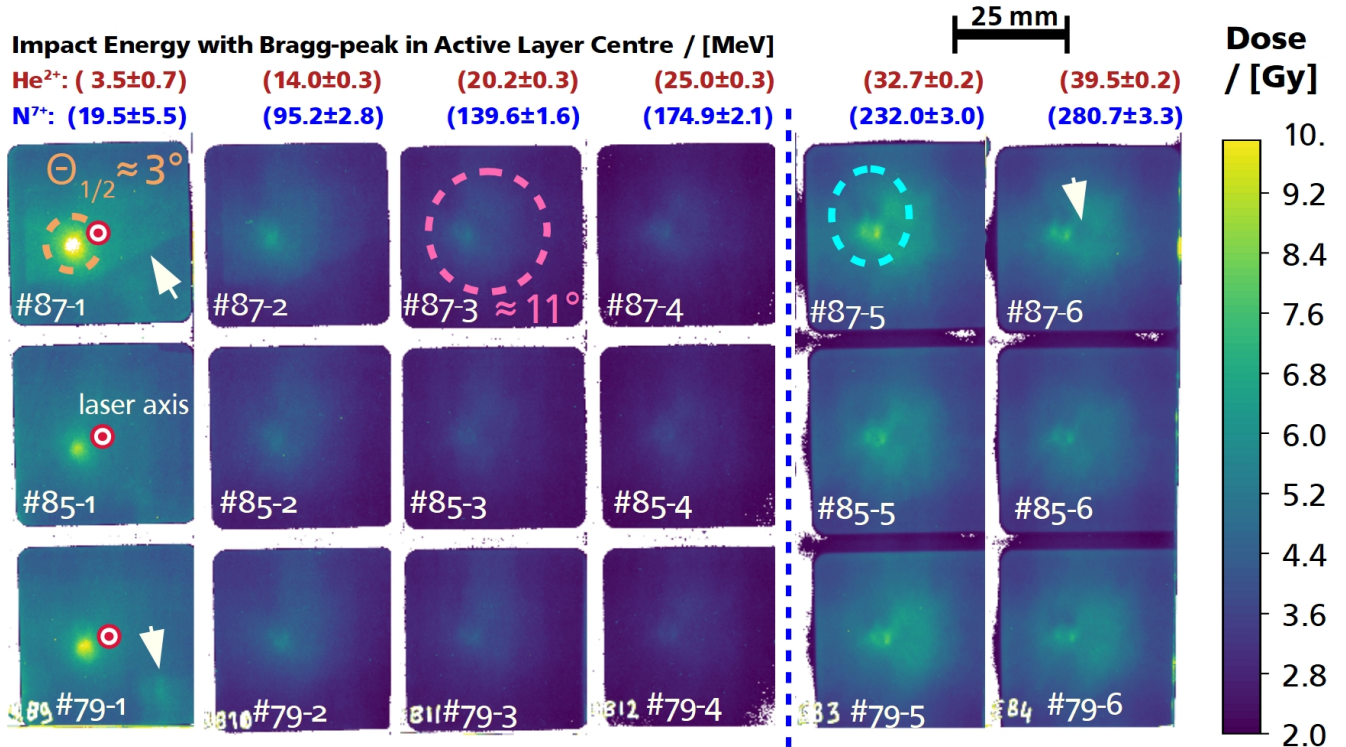 25 mm
Impact Energy with Bragg-peak in Active Layer Centre / [MeV]
He²⁺: ( 3.5±0.7) (14.0±0.3) (20.2±0.3) (25.0±0.3) (32.7±0.2) (39.5±0.2)
N⁷⁺: (19.5±5.5) (95.2±2.8) (139.6±1.6) (174.9±2.1) (232.0±3.0) (280.7±3.3)
Dose
/ [Gy]
Θ1/2 ≈ 3°
#87-1 #87-2 #87-3 ≈ 11° #87-4 #87-5 #87-6
laser axis
#85-1 #85-2 #85-3 #85-4 #85-5 #85-6
#79-1 #79-2 #79-3 #79-4 #79-5 #79-6
B10 B11 B12 B3 B4
10.
9.2
8.4
7.6
6.8
6.0
5.2
4.4
3.6
2.8
2.0